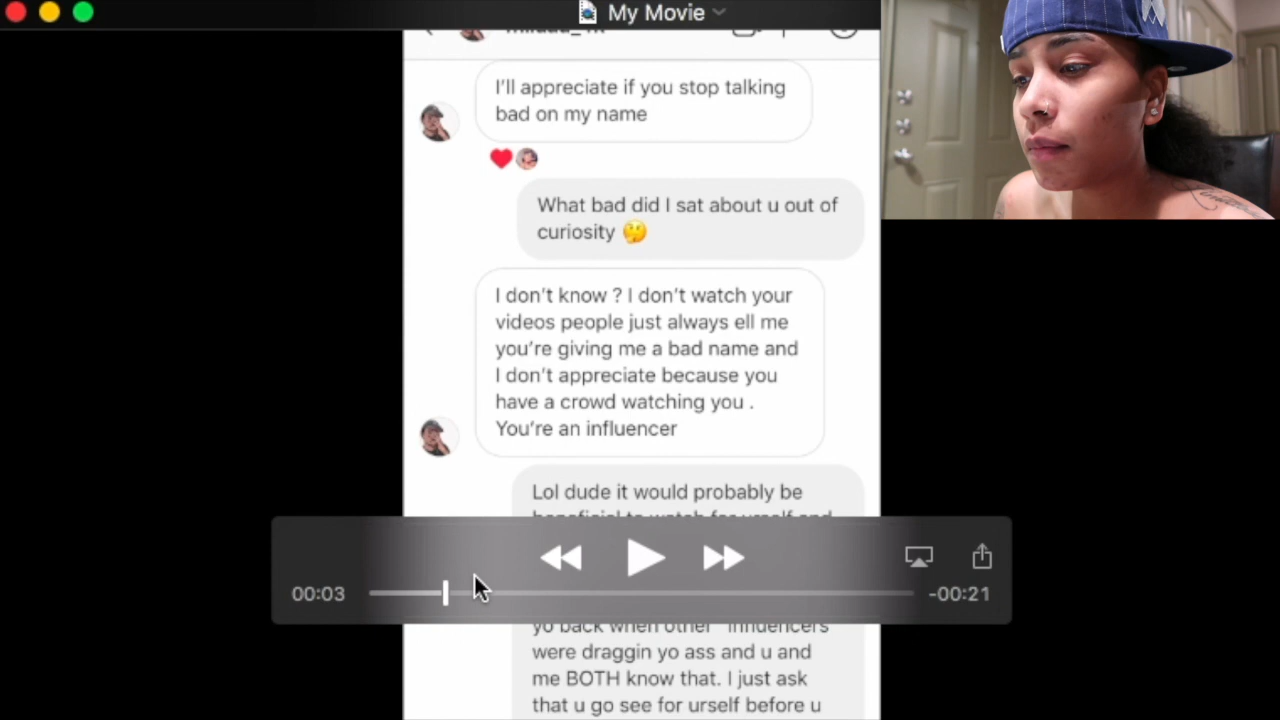 My Movie
I'll appreciate if you stop talking
bad on my name
What bad did I sat about u out of
curiosity 🤔
I don't know ? I don't watch your
videos people just always ell me
you're giving me a bad name and
I don't appreciate because you
have a crowd watching you .
You're an influencer
Lol dude it would probably be
yo back when other "influencers
were draggin yo ass and u and
me BOTH know that. I just ask
that u go see for urself before u
00:03
-00:21